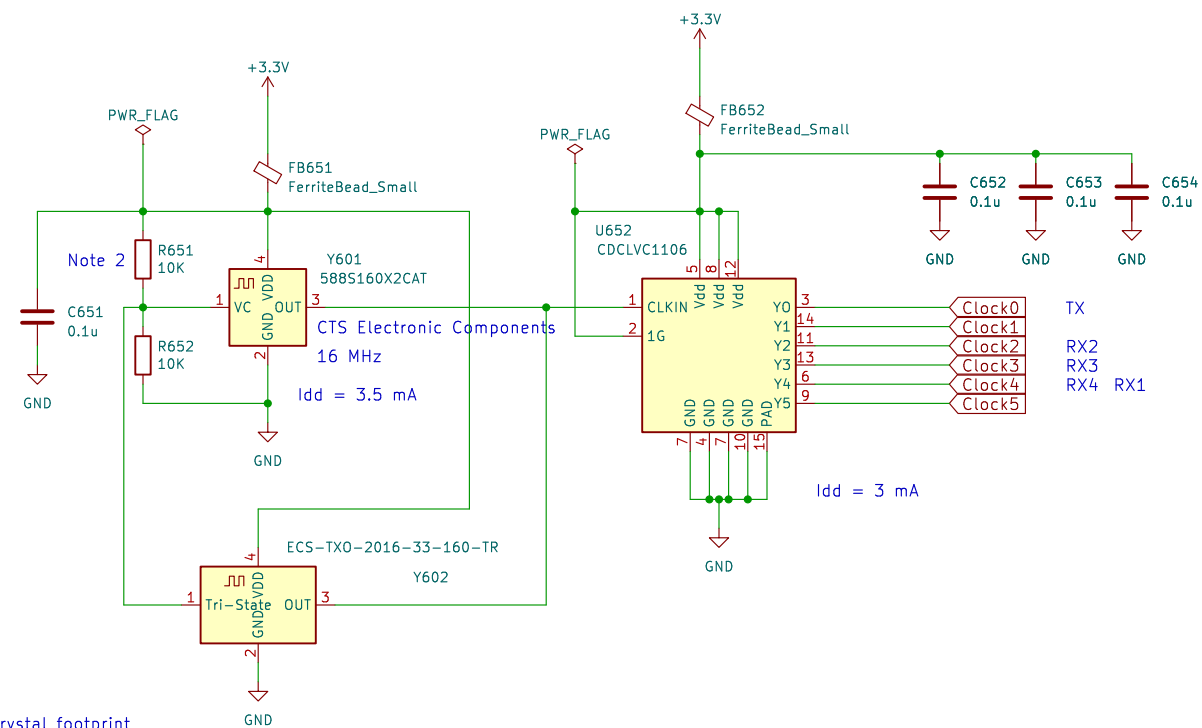 +3.3V
+3.3V
PWR_FLAG
FB652
FerriteBead_Small
PWR_FLAG
FB651
FerriteBead_Small
C652
0.1u
C653
0.1u
C654
0.1u
GND
GND
GND
Note 2
R651
10K
4
Y601
588S160X2CAT
U652
CDCLVC1106
5
8
12
Vdd
Vdd
Vdd
1
VC
VDD
GND
OUT
3
2
CTS Electronic Components
16 MHz
Idd = 3.5 mA
C651
0.1u
GND
R652
10K
GND
1
CLKIN
2
1G
Y0
3
Clock0
TX
Y1
14
Clock1
Y2
11
Clock2
RX2
Y3
13
Clock3
RX3
Y4
6
Clock4
RX4 RX1
Y5
9
Clock5
GND
GND
GND
GND
PAD
7
4
7
10
15
Idd = 3 mA
GND
ECS-TXO-2016-33-160-TR
Y602
4
VDD
1
Tri-State
OUT
3
GND
2
GND
rystal footprint